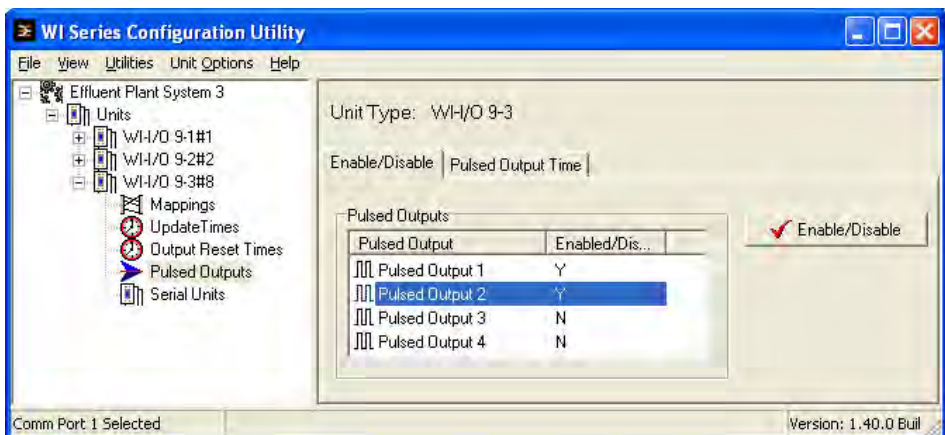 WI Series Configuration Utility
File View Utilities Unit Options Help
Effluent Plant System 3
Units
WI-I/O 9-1#1
WI-I/O 9-2#2
WI-I/O 9-3#8
Mappings
UpdateTimes
Output Reset Times
Pulsed Outputs
Serial Units
Unit Type: WI-I/O 9-3
Enable/Disable Pulsed Output Time
Pulsed Outputs
Pulsed Output Enabled/Dis...
Pulsed Output 1 Y
Pulsed Output 2 Y
Pulsed Output 3 N
Pulsed Output 4 N
Enable/Disable
Comm Port 1 Selected Version: 1.40.0 Buil